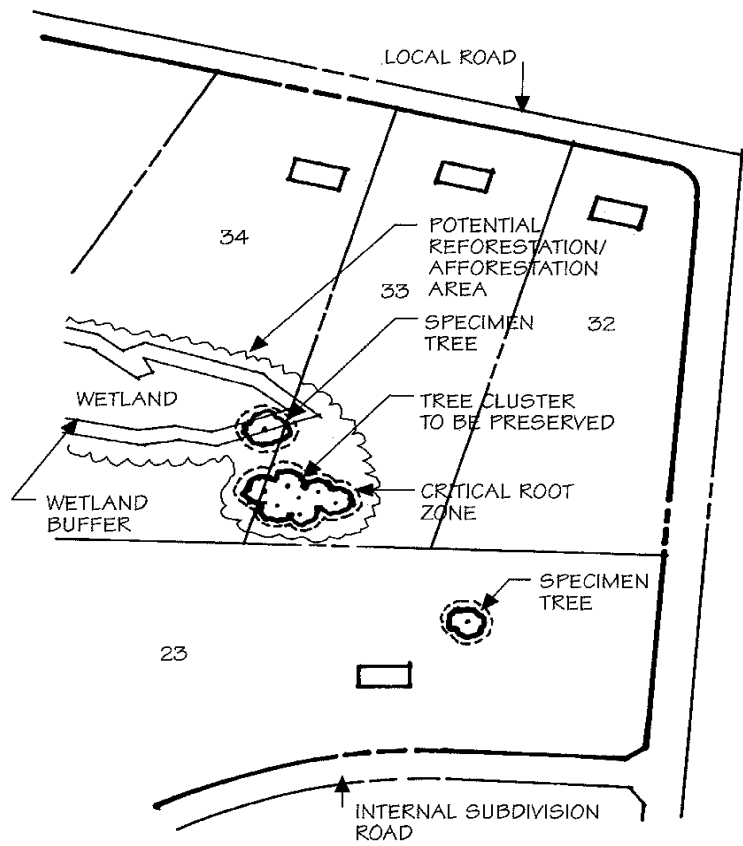 LOCAL ROAD
POTENTIAL
REFORESTATION/
AFFORESTATION
AREA
34
33
SPECIMEN
TREE
32
WETLAND
TREE CLUSTER
TO BE PRESERVED
WETLAND
BUFFER
CRITICAL ROOT
ZONE
SPECIMEN
TREE
23
INTERNAL SUBDIVISION
ROAD